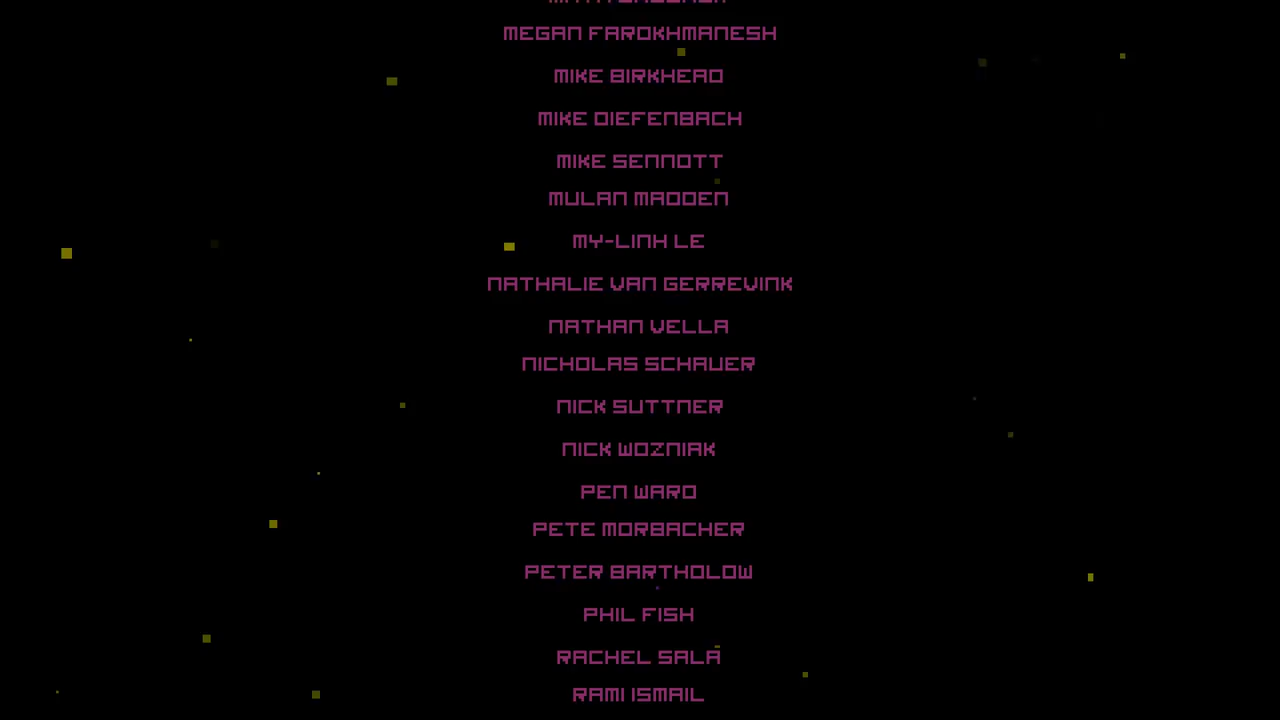 MEGAN FAROKHMANESH
MIKE BIRKHEAD
MIKE DIEFENBACH
MIKE SENNOTT
MULAN MADDEN
MY-LINH LE
NATHALIE VAN GERREVINK
NATHAN VELLA
NICHOLAS SCHAUER
NICK SUTTNER
NICK WOZNIAK
PEN WARD
PETE MORBACHER
PETER BARTHOLOW
PHIL FISH
RACHEL SALA
RAMI ISMAIL